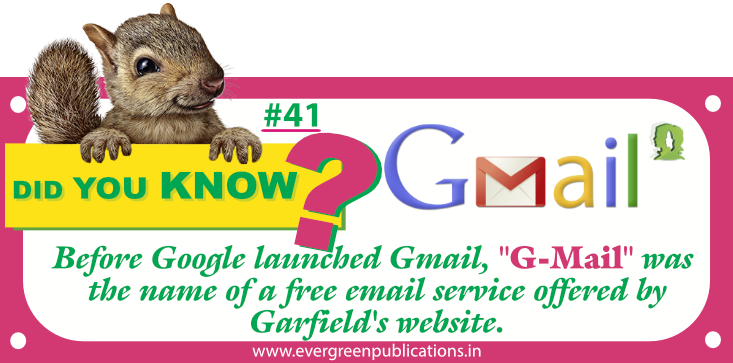 #41
DID YOU KNOW ?
Gmail
Before Google launched Gmail, "G-Mail" was
the name of a free email service offered by
Garfield's website.
www.evergreenpublications.in